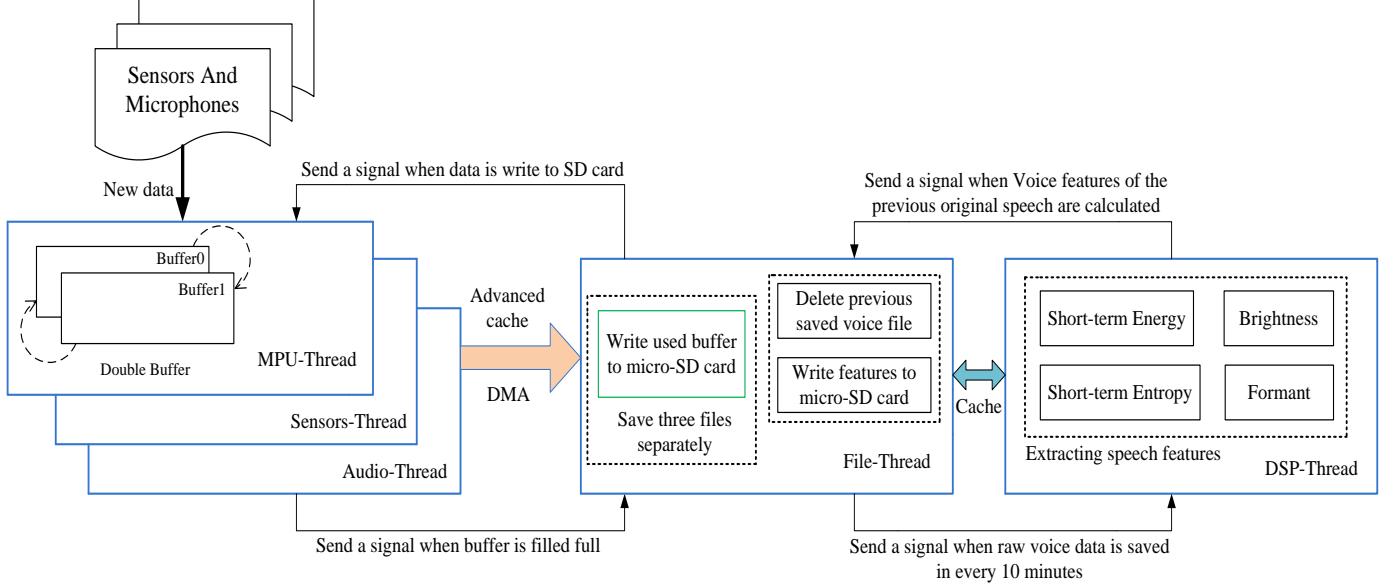 Sensors And
Microphones
New data
Send a signal when data is write to SD card
Send a signal when Voice features of the
previous original speech are calculated
Buffer0
Buffer1
Double Buffer
MPU-Thread
Sensors-Thread
Audio-Thread
Advanced
cache
DMA
Write used buffer
to micro-SD card
Save three files
separately
Delete previous
saved voice file
Write features to
micro-SD card
File-Thread
Cache
Short-term Energy
Brightness
Short-term Entropy
Formant
Extracting speech features
DSP-Thread
Send a signal when buffer is filled full
Send a signal when raw voice data is saved
in every 10 minutes